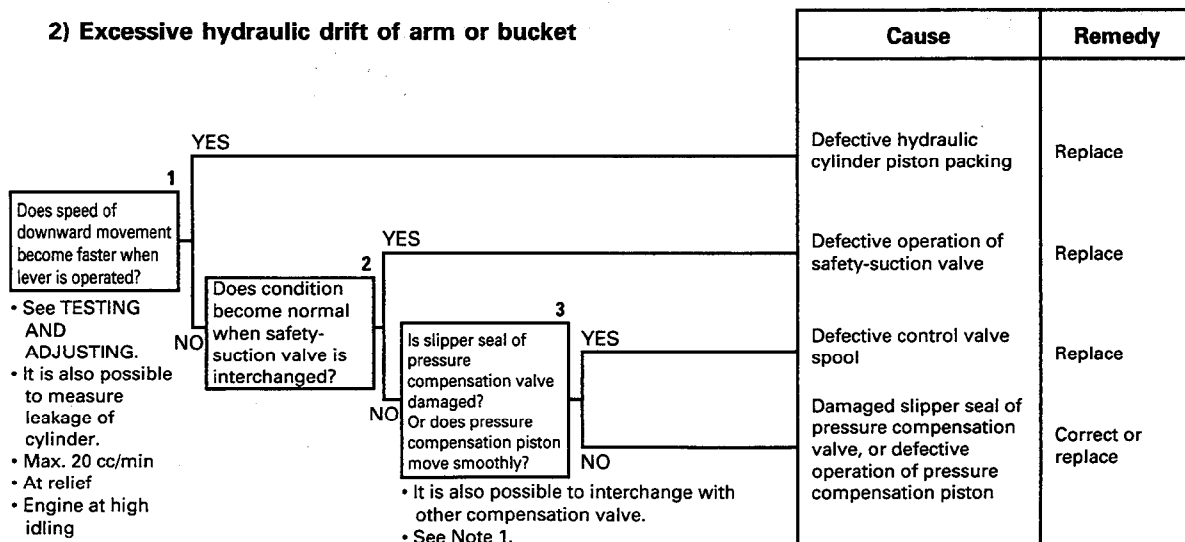 2) Excessive hydraulic drift of arm or bucket
Cause
Remedy
YES
Defective hydraulic
cylinder piston packing
Replace
1
Does speed of
downward movement
become faster when
lever is operated?
• See TESTING
AND
ADJUSTING.
• It is also possible
to measure
leakage of
cylinder.
• Max. 20 cc/min
• At relief
• Engine at high
idling
NO
YES
Defective operation of
safety-suction valve
Replace
2
Does condition
become normal
when safety-
suction valve is
interchanged?
NO
3
Is slipper seal of
pressure
compensation valve
damaged?
Or does pressure
compensation piston
move smoothly?
• It is also possible to interchange with
other compensation valve.
• See Note 1.
YES
Defective control valve
spool
Replace
NO
Damaged slipper seal of
pressure compensation
valve, or defective
operation of pressure
compensation piston
Correct or
replace